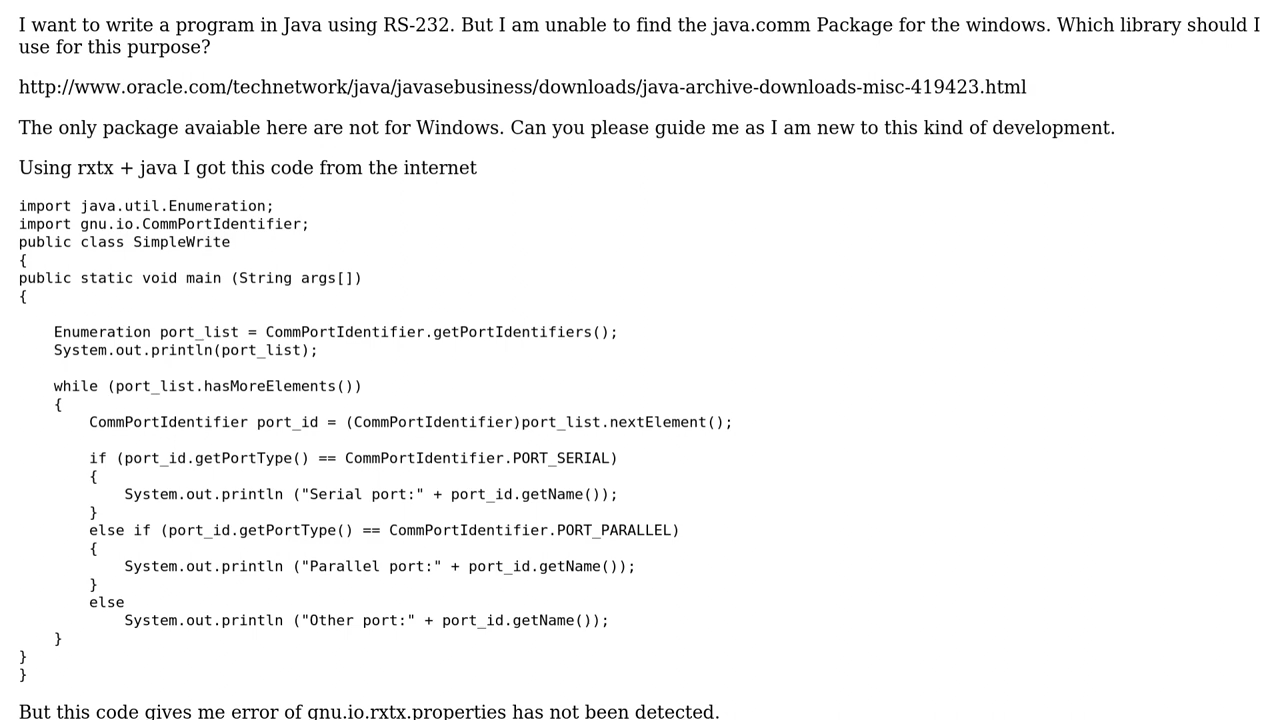 I want to write a program in Java using RS-232. But I am unable to find the java.comm Package for the windows. Which library should I
use for this purpose?
http://www.oracle.com/technetwork/java/javasebusiness/downloads/java-archive-downloads-misc-419423.html
The only package avaiable here are not for Windows. Can you please guide me as I am new to this kind of development.
Using rxtx + java I got this code from the internet
import java.util.Enumeration;
import gnu.io.CommPortIdentifier;
public class SimpleWrite
{
public static void main (String args[])
{
    Enumeration port_list = CommPortIdentifier.getPortIdentifiers();
    System.out.println(port_list);
    while (port_list.hasMoreElements())
    {
        CommPortIdentifier port_id = (CommPortIdentifier)port_list.nextElement();
        if (port_id.getPortType() == CommPortIdentifier.PORT_SERIAL)
        {
            System.out.println ("Serial port:" + port_id.getName());
        }
        else if (port_id.getPortType() == CommPortIdentifier.PORT_PARALLEL)
        {
            System.out.println ("Parallel port:" + port_id.getName());
        }
        else
            System.out.println ("Other port:" + port_id.getName());
    }
}
}
But this code gives me error of gnu.io.rxtx.properties has not been detected.